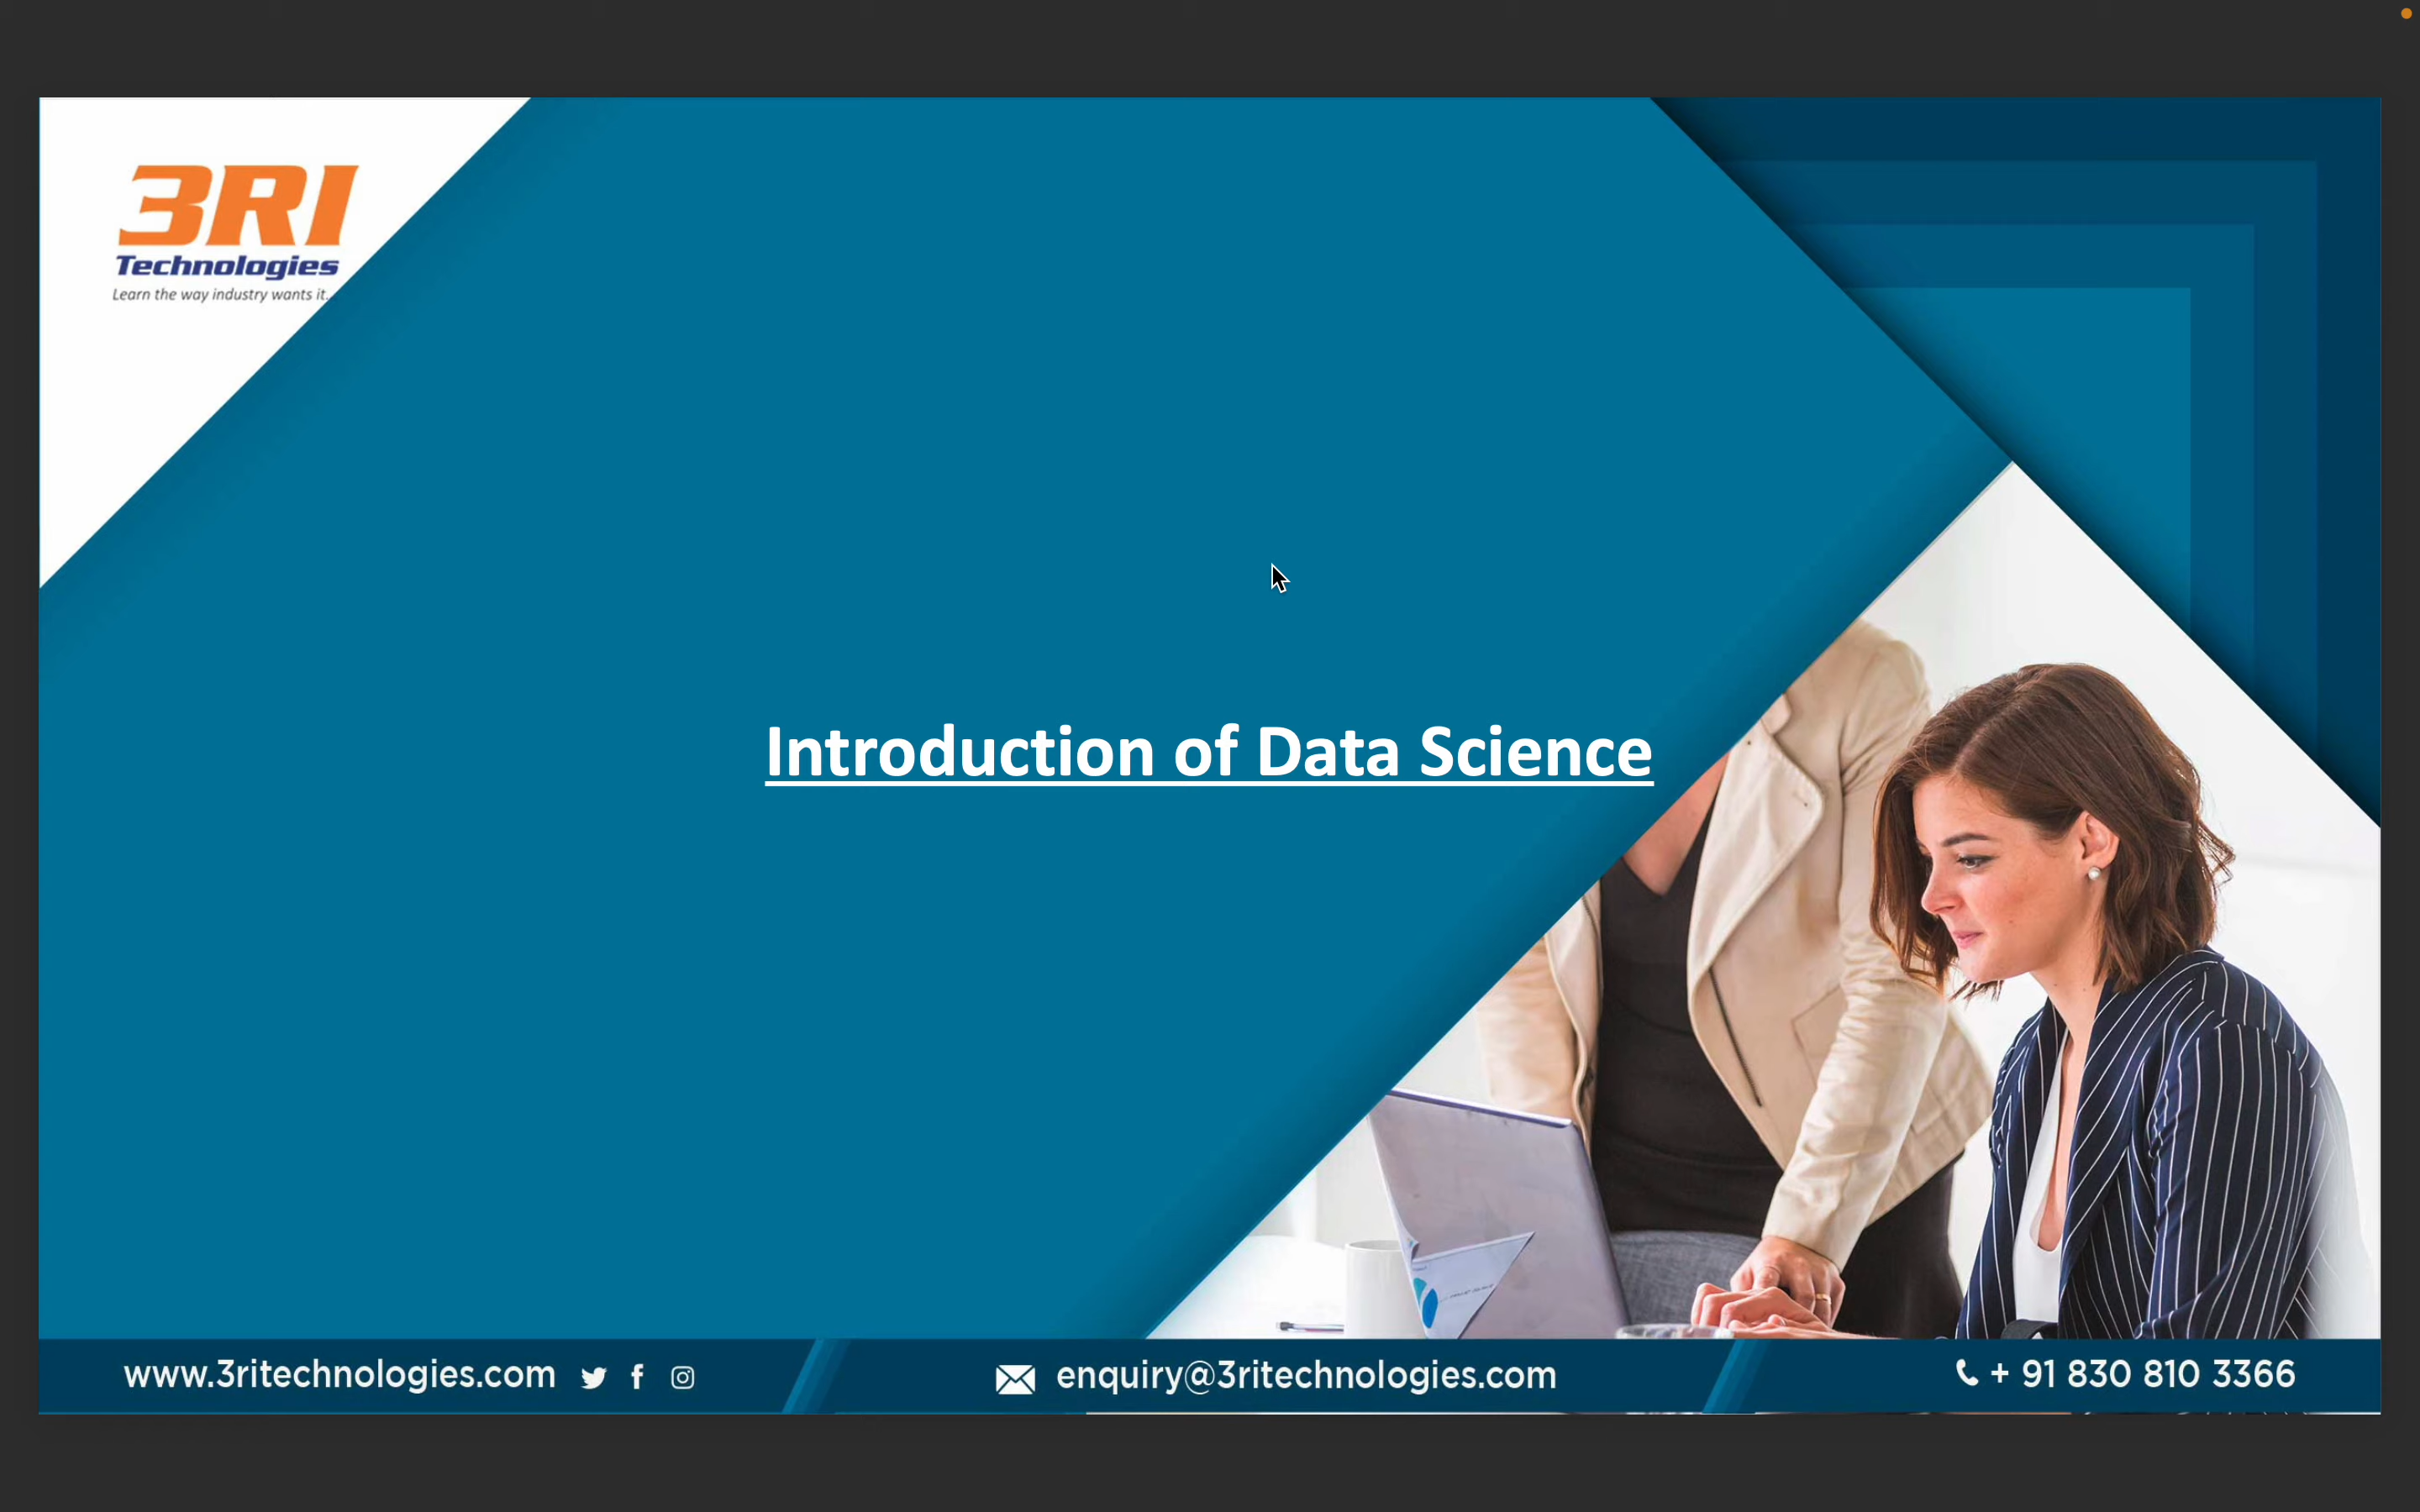 3RI
Technologies
Learn the way industry wants it..
Introduction of Data Science
www.3ritechnologies.com
enquiry@3ritechnologies.com
+ 91 830 810 3366